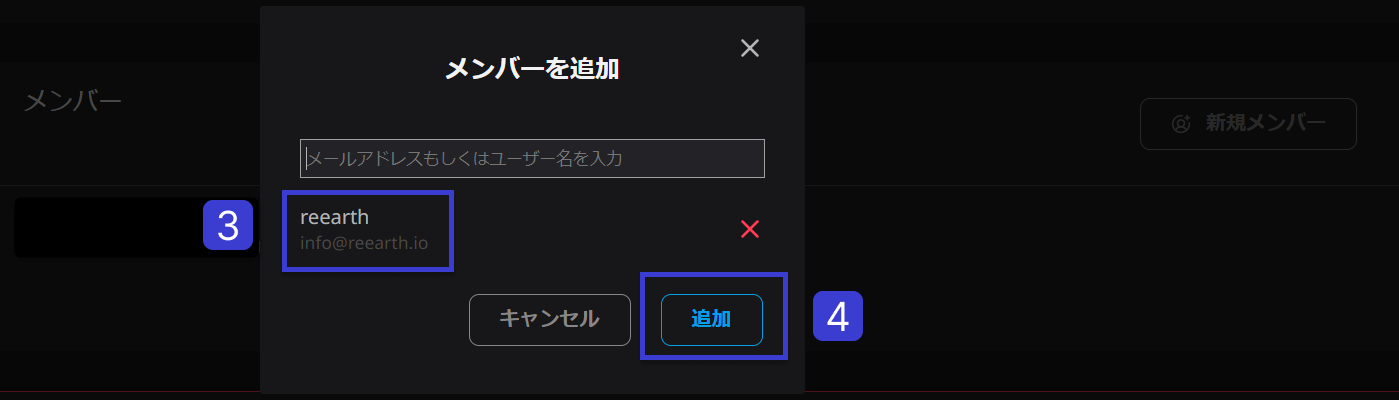 メンバーを追加
メンバー
新規メンバー
メールアドレスもしくはユーザー名を入力
3
reearth
info@reearth.io
キャンセル
追加
4